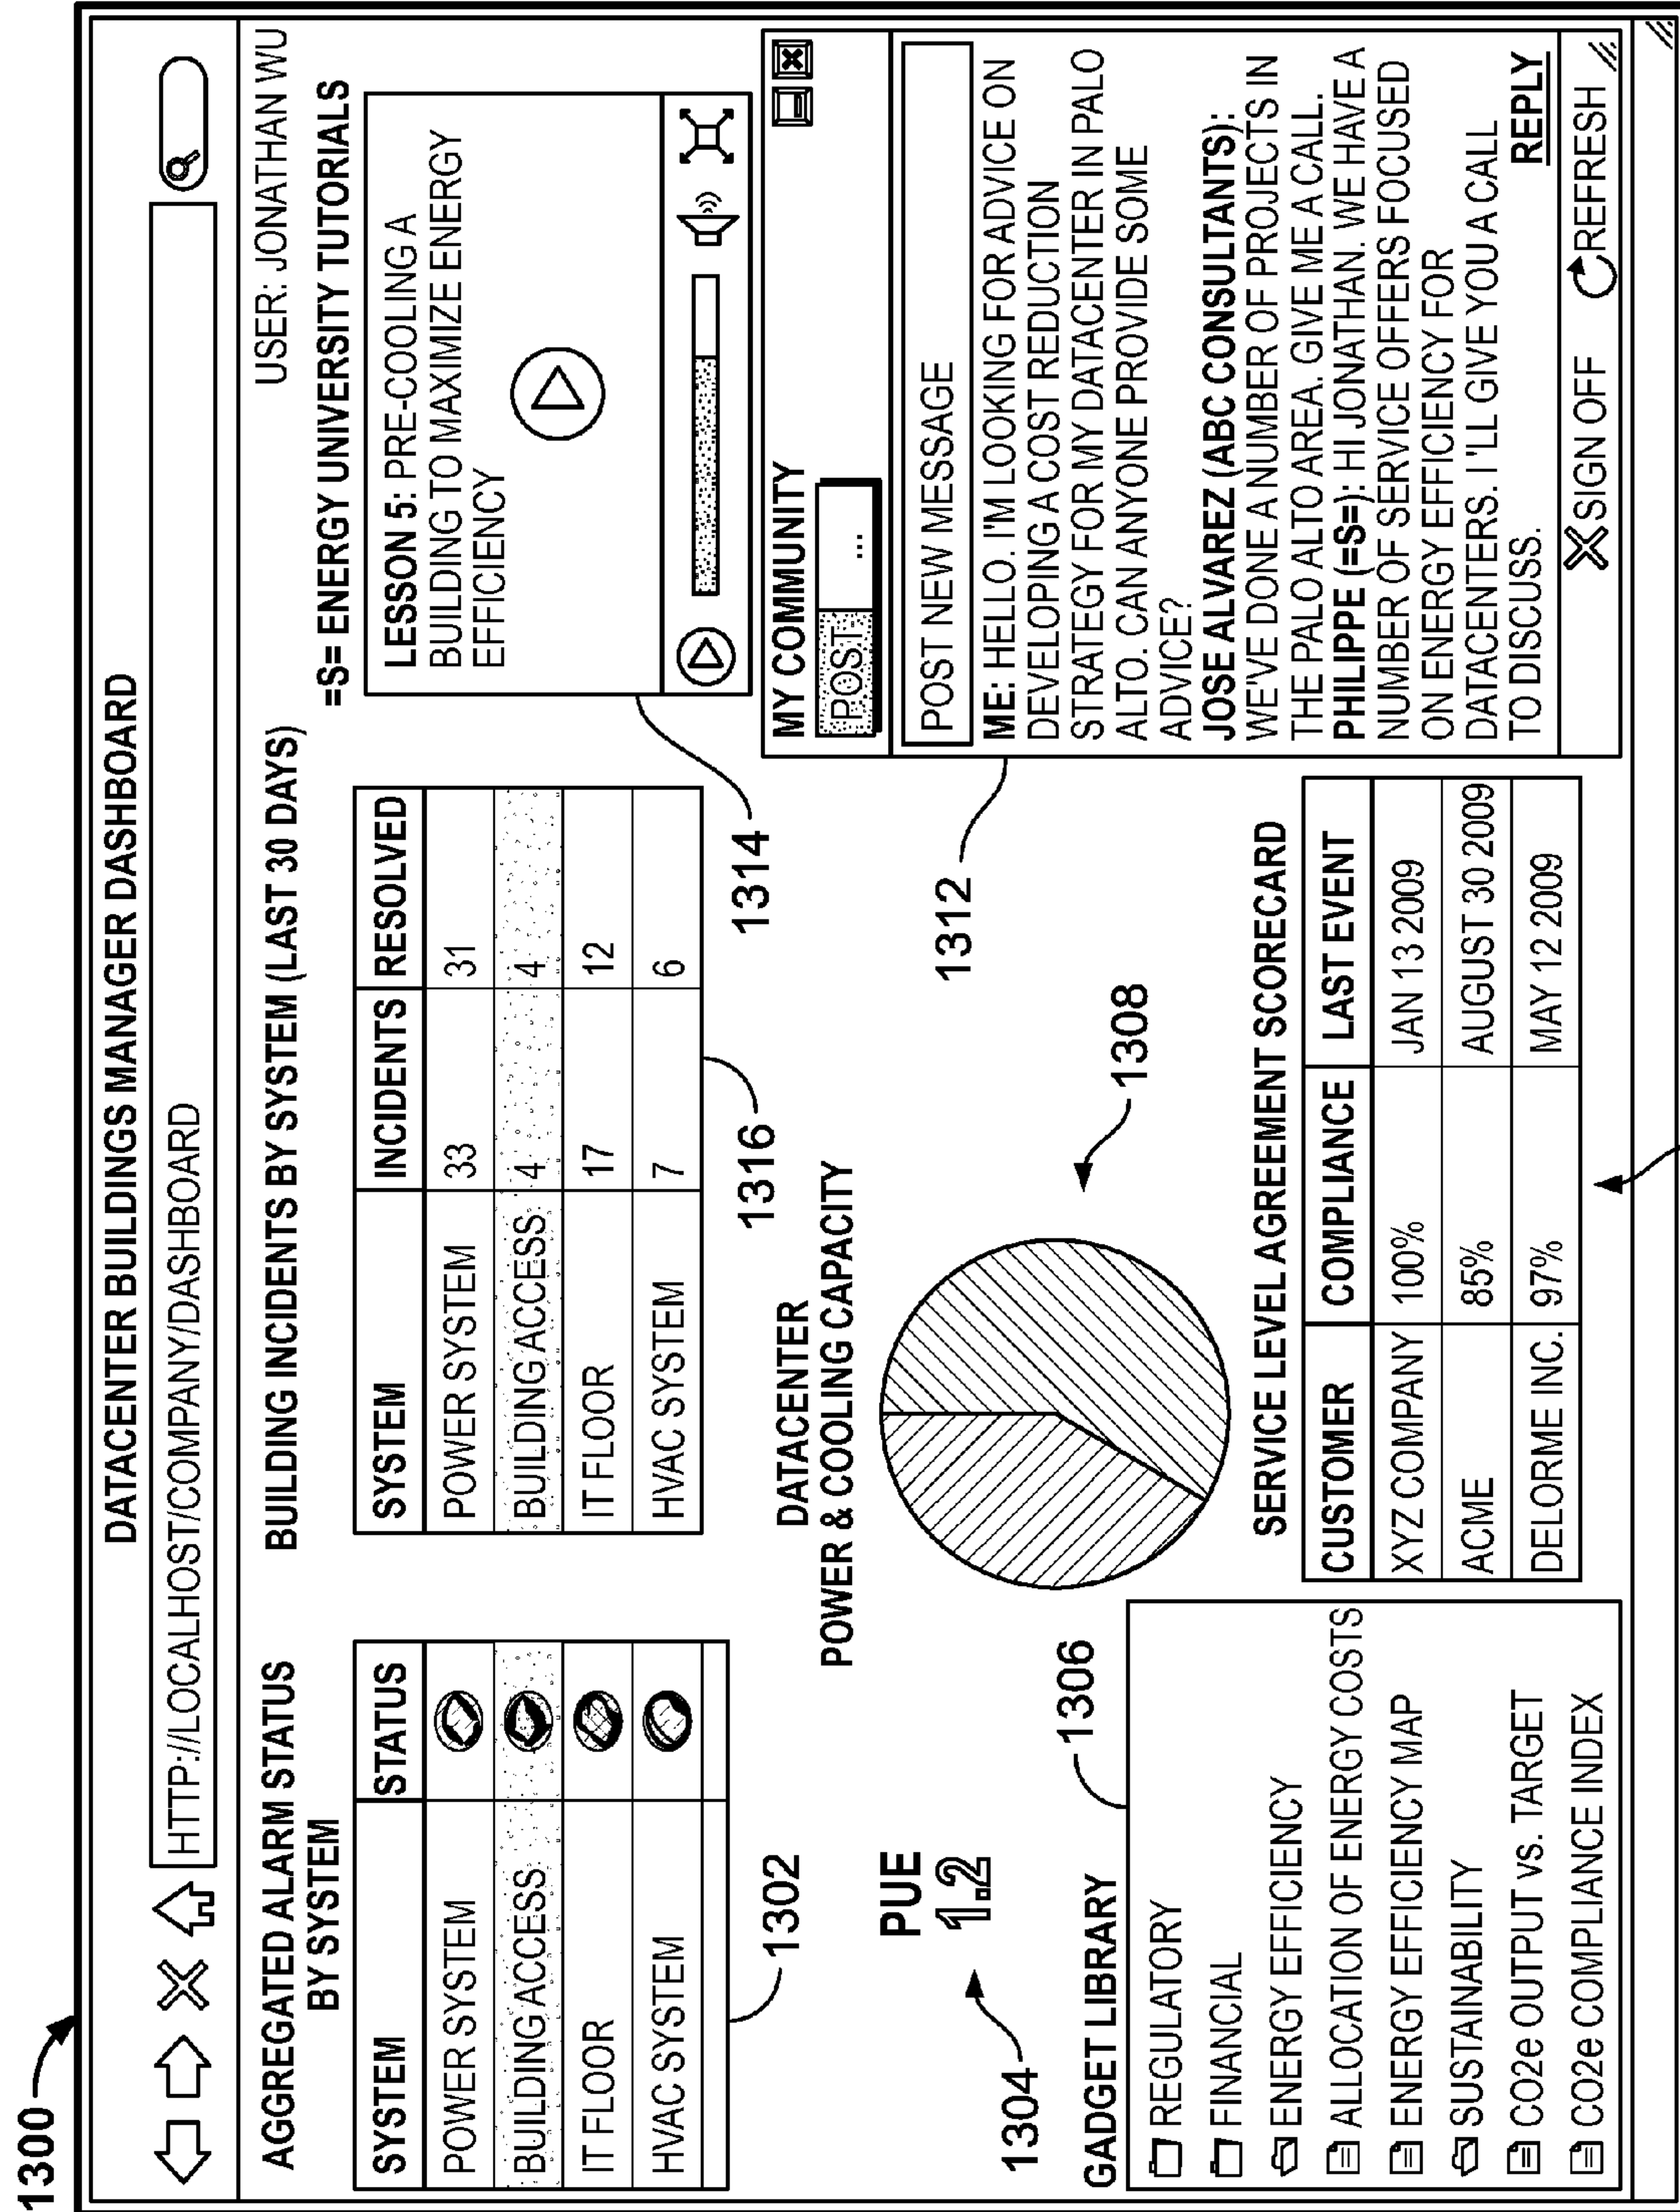 1300
DATACENTER BUILDINGS MANAGER DASHBOARD
HTTP://LOCALHOST/COMPANY/DASHBOARD
USER: JONATHAN WU
AGGREGATED ALARM STATUS
BY SYSTEM
SYSTEM STATUS
POWER SYSTEM
BUILDING ACCESS
IT FLOOR
HVAC SYSTEM
1302
BUILDING INCIDENTS BY SYSTEM (LAST 30 DAYS)
SYSTEM INCIDENTS RESOLVED
POWER SYSTEM 33 31
BUILDING ACCESS 4 4
IT FLOOR 17 12
HVAC SYSTEM 7 6
1316
=S= ENERGY UNIVERSITY TUTORIALS
LESSON 5: PRE-COOLING A
BUILDING TO MAXIMIZE ENERGY
EFFICIENCY
1314
PUE
1.2
1304
DATACENTER
POWER & COOLING CAPACITY
1308
GADGET LIBRARY
1306
REGULATORY
FINANCIAL
ENERGY EFFICIENCY
ALLOCATION OF ENERGY COSTS
ENERGY EFFICIENCY MAP
SUSTAINABILITY
CO2e OUTPUT vs. TARGET
CO2e COMPLIANCE INDEX
SERVICE LEVEL AGREEMENT SCORECARD
CUSTOMER COMPLIANCE LAST EVENT
XYZ COMPANY 100% JAN 13 2009
ACME 85% AUGUST 30 2009
DELORME INC. 97% MAY 12 2009
1312
MY COMMUNITY
POST ...
POST NEW MESSAGE
ME: HELLO. I'M LOOKING FOR ADVICE ON
DEVELOPING A COST REDUCTION
STRATEGY FOR MY DATACENTER IN PALO
ALTO. CAN ANYONE PROVIDE SOME
ADVICE?
JOSE ALVAREZ (ABC CONSULTANTS):
WE'VE DONE A NUMBER OF PROJECTS IN
THE PALO ALTO AREA. GIVE ME A CALL.
PHILIPPE (=S=): HI JONATHAN. WE HAVE A
NUMBER OF SERVICE OFFERS FOCUSED
ON ENERGY EFFICIENCY FOR
DATACENTERS. I'LL GIVE YOU A CALL
TO DISCUSS.
REPLY
SIGN OFF REFRESH